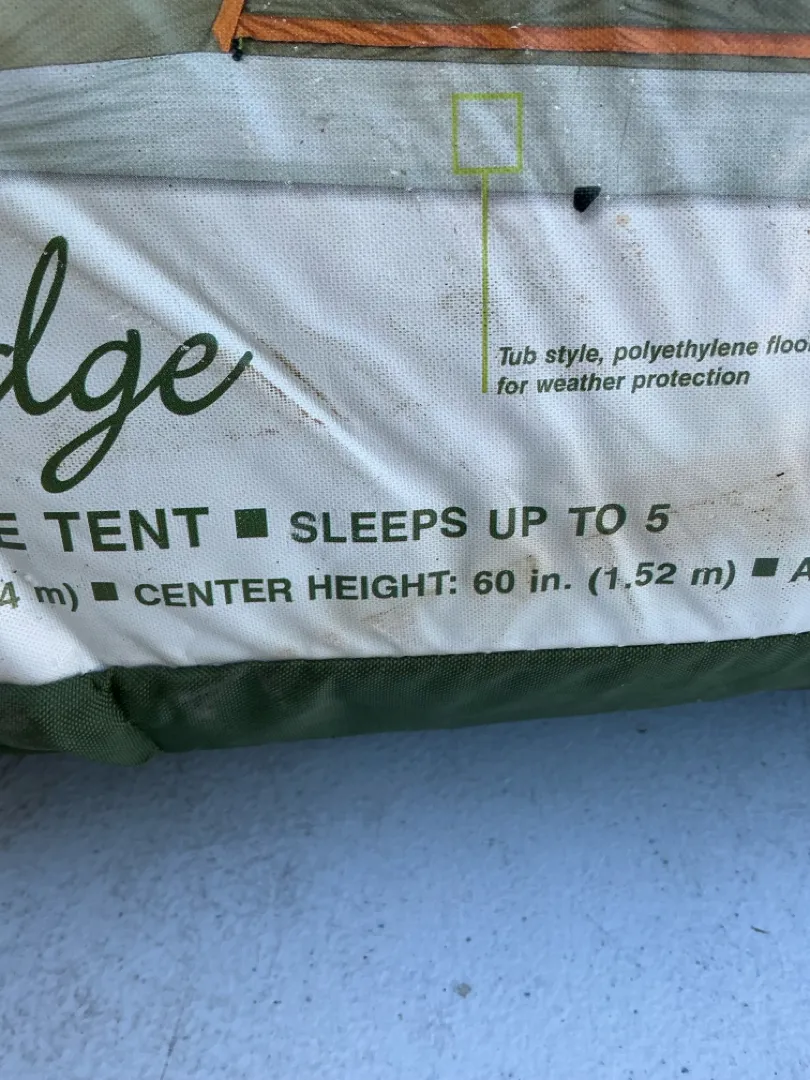 Tub style, polyethylene floor
for weather protection
dge
E TENT ■ SLEEPS UP TO 5
4 m) ■ CENTER HEIGHT: 60 in. (1.52 m) ■ A